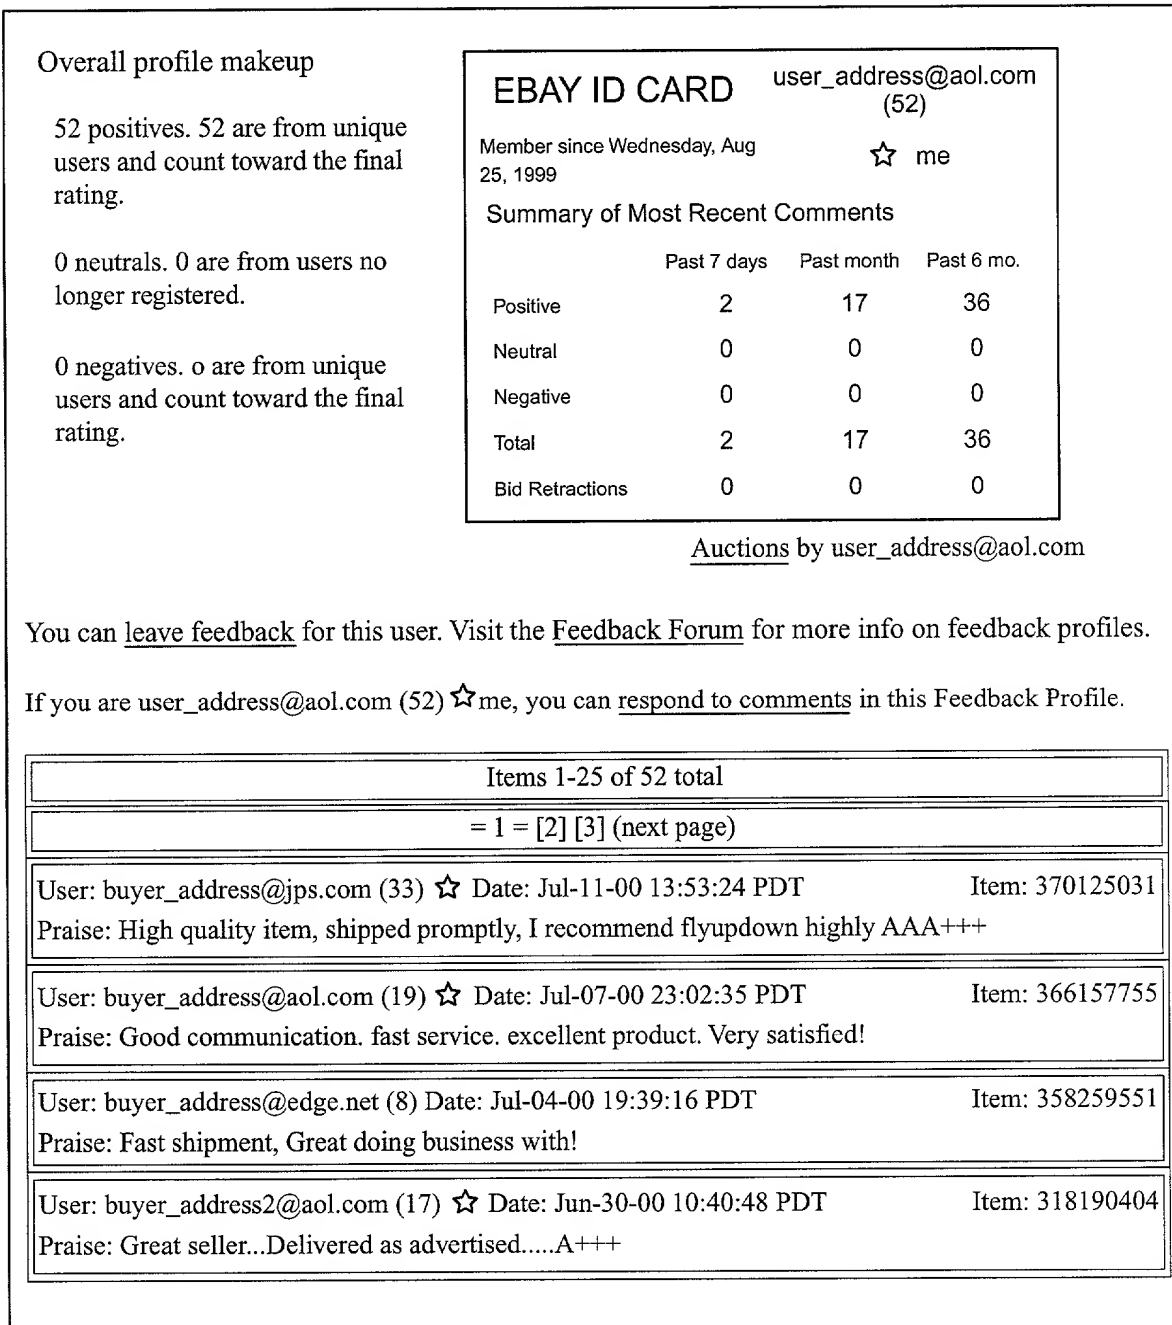 Overall profile makeup
52 positives. 52 are from unique
users and count toward the final
rating.
0 neutrals. 0 are from users no
longer registered.
0 negatives. o are from unique
users and count toward the final
rating.
EBAY ID CARD
user_address@aol.com
(52)
Member since Wednesday, Aug
25, 1999
☆ me
Summary of Most Recent Comments
Past 7 days Past month Past 6 mo.
Positive 2 17 36
Neutral 0 0 0
Negative 0 0 0
Total 2 17 36
Bid Retractions 0 0 0
Auctions by user_address@aol.com
You can leave feedback for this user. Visit the Feedback Forum for more info on feedback profiles.
If you are user_address@aol.com (52) ☆me, you can respond to comments in this Feedback Profile.
Items 1-25 of 52 total
= 1 = [2] [3] (next page)
User: buyer_address@jps.com (33) ☆ Date: Jul-11-00 13:53:24 PDT Item: 370125031
Praise: High quality item, shipped promptly, I recommend flyupdown highly AAA+++
User: buyer_address@aol.com (19) ☆ Date: Jul-07-00 23:02:35 PDT Item: 366157755
Praise: Good communication. fast service. excellent product. Very satisfied!
User: buyer_address@edge.net (8) Date: Jul-04-00 19:39:16 PDT Item: 358259551
Praise: Fast shipment, Great doing business with!
User: buyer_address2@aol.com (17) ☆ Date: Jun-30-00 10:40:48 PDT Item: 318190404
Praise: Great seller...Delivered as advertised.....A+++